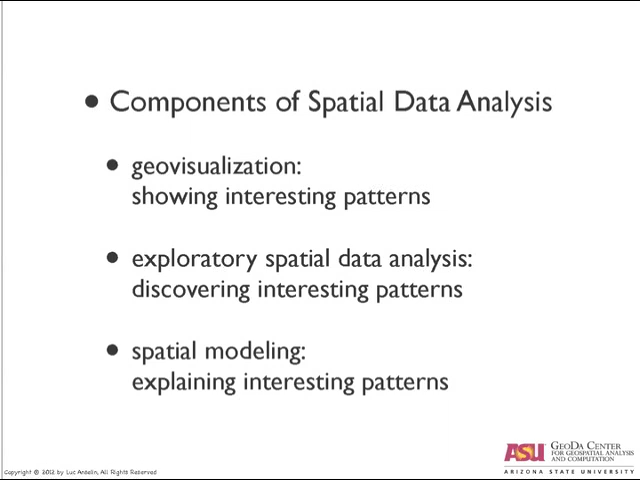 • Components of Spatial Data Analysis
• geovisualization:
showing interesting patterns
• exploratory spatial data analysis:
discovering interesting patterns
• spatial modeling:
explaining interesting patterns
ASU GEODA CENTER
FOR GEOSPATIAL ANALYSIS
AND COMPUTATION
ARIZONA STATE UNIVERSITY
Copyright © 2012 by Luc Anselin, All Rights Reserved